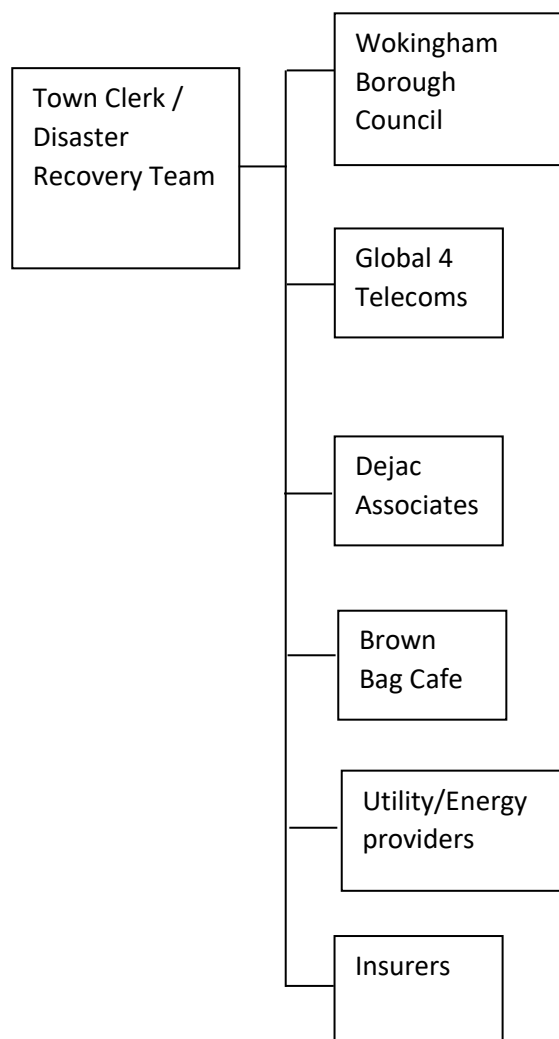 Town Clerk /
Disaster
Recovery Team
Wokingham
Borough
Council
Global 4
Telecoms
Dejac
Associates
Brown
Bag Cafe
Utility/Energy
providers
Insurers